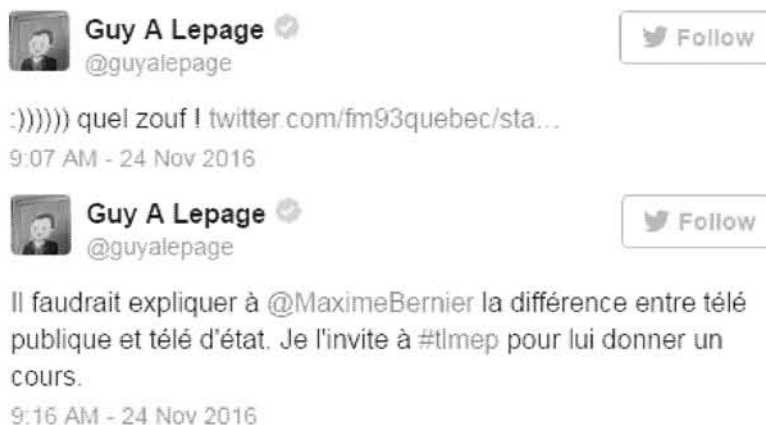 Guy A Lepage
Follow
@guyalepage
:)))))) quel zouf ! twitter.com/fm93quebec/sta...
9:07 AM - 24 Nov 2016
Guy A Lepage
Follow
@guyalepage
Il faudrait expliquer à @MaximeBernier la différence entre télé
publique et télé d'état. Je l'invite à #tlmep pour lui donner un
cours.
9:16 AM - 24 Nov 2016